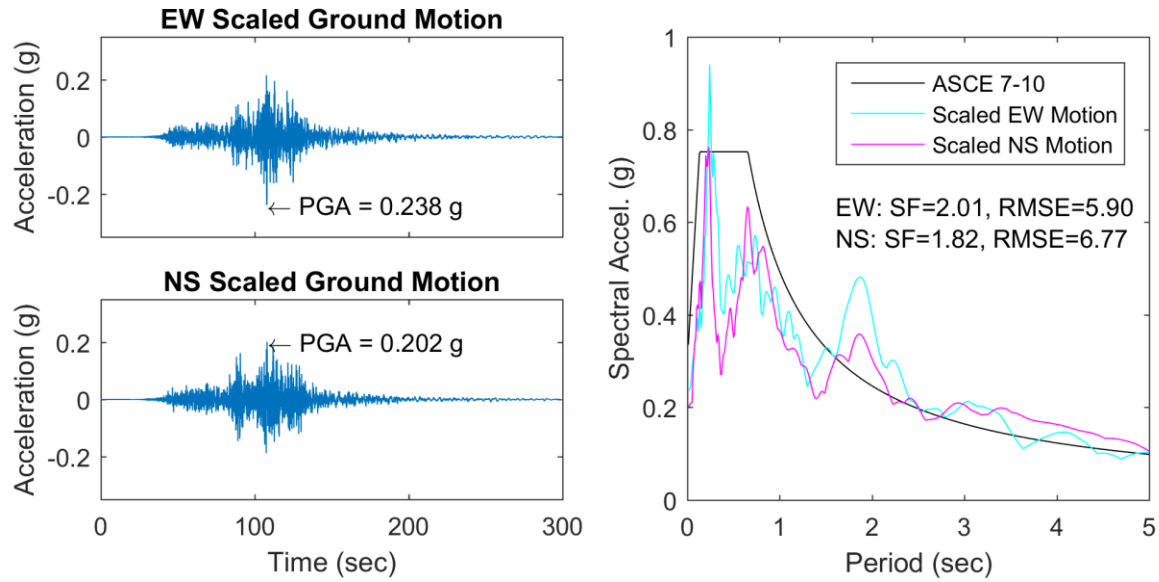 EW Scaled Ground Motion
Acceleration (g)
0.2
0
-0.2
← PGA = 0.238 g
NS Scaled Ground Motion
Acceleration (g)
0.2
0
-0.2
← PGA = 0.202 g
0
100
200
300
Time (sec)
Spectral Accel. (g)
1
0.8
0.6
0.4
0.2
0
ASCE 7-10
Scaled EW Motion
Scaled NS Motion
EW: SF=2.01, RMSE=5.90
NS: SF=1.82, RMSE=6.77
0
1
2
3
4
5
Period (sec)